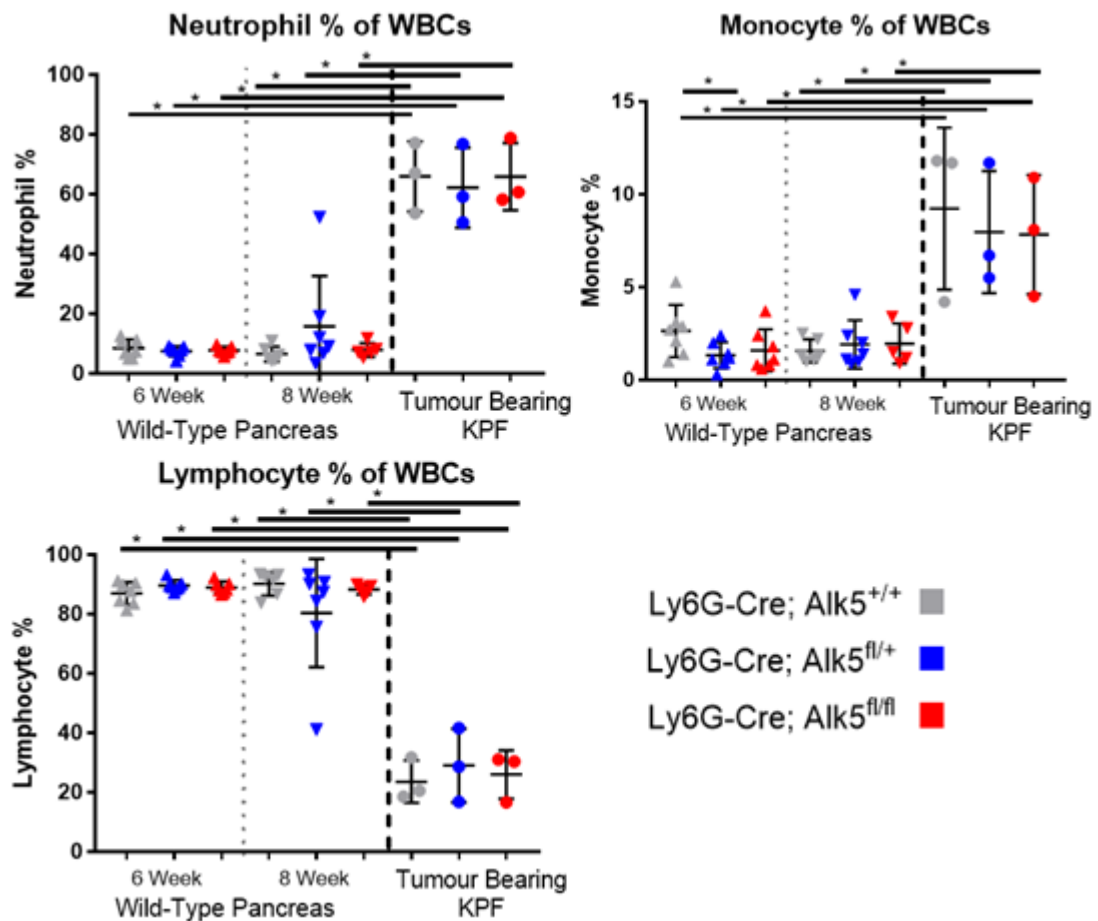 Neutrophil % of WBCs
* * * * * *
Neutrophil %
100
80
60
40
20
0
6 Week 8 Week Tumour Bearing
Wild-Type Pancreas KPF
Monocyte % of WBCs
* * * * * * *
Monocyte %
15
10
5
0
6 Week 8 Week Tumour Bearing
Wild-Type Pancreas KPF
Lymphocyte % of WBCs
* * * * * *
Lymphocyte %
100
80
60
40
20
0
6 Week 8 Week Tumour Bearing
Wild-Type Pancreas KPF
Ly6G-Cre; Alk5+/+
Ly6G-Cre; Alk5fl/+
Ly6G-Cre; Alk5fl/fl